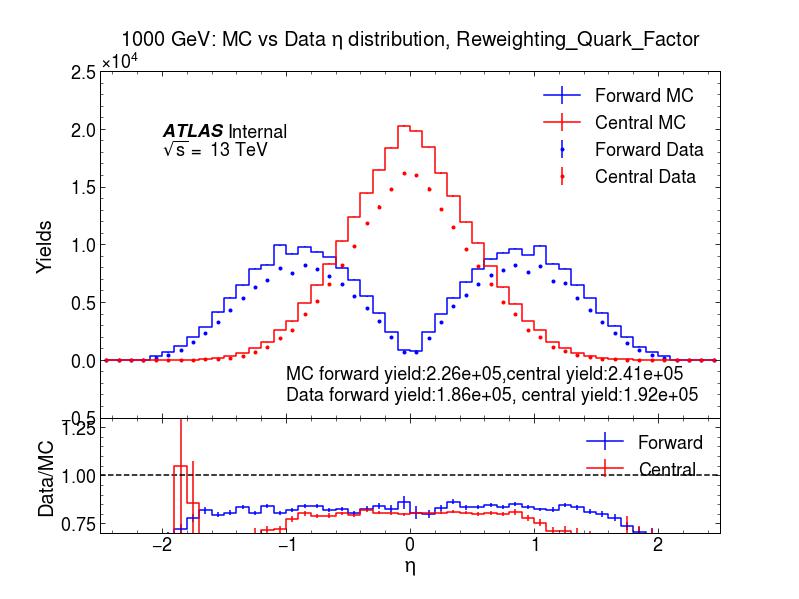 1000 GeV: MC vs Data η distribution, Reweighting_Quark_Factor
×10⁴
2.5
2.0
1.5
1.0
0.5
0.0
0.5
Yields
ATLAS Internal
√s = 13 TeV
Forward MC
Central MC
Forward Data
Central Data
MC forward yield:2.26e+05,central yield:2.41e+05
Data forward yield:1.86e+05, central yield:1.92e+05
1.25
1.00
0.75
Data/MC
Forward
Central
−2 −1 0 1 2
η